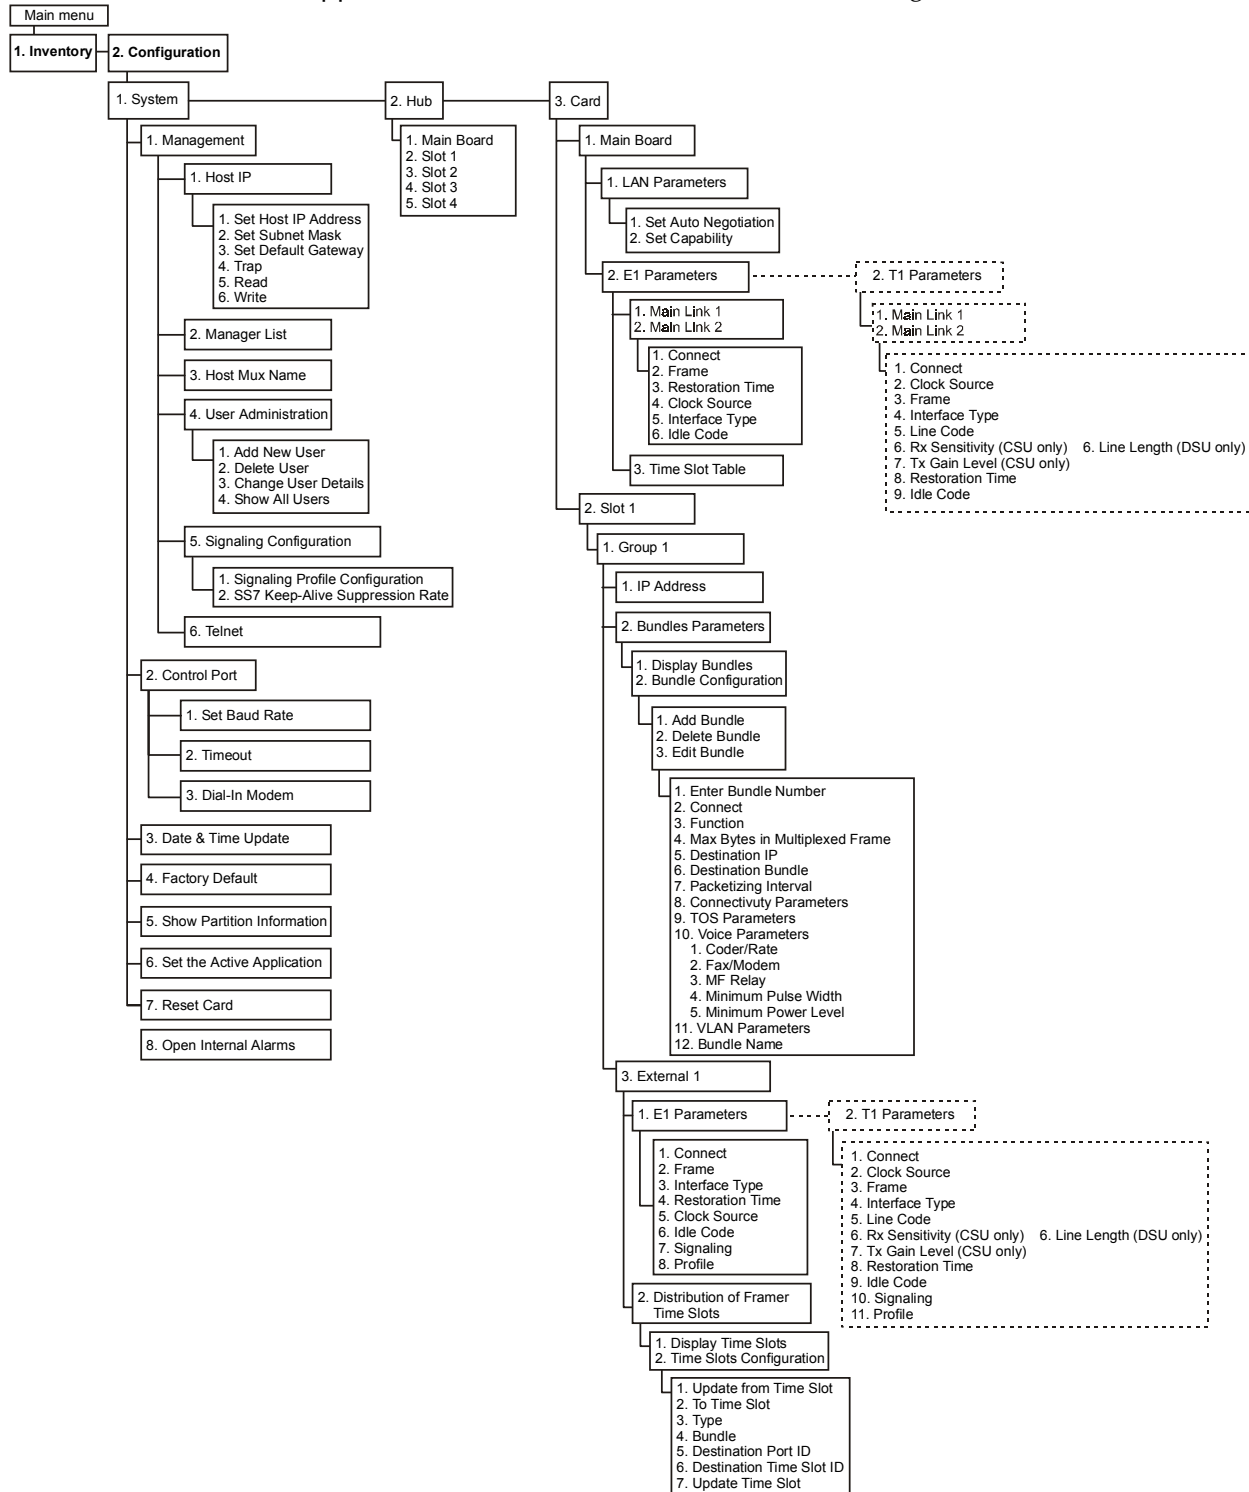 Main menu
1. Inventory
2. Configuration
1. System
2. Hub
3. Card
1. Management
1. Host IP
1. Set Host IP Address
2. Set Subnet Mask
3. Set Default Gateway
4. Trap
5. Read
6. Write
2. Manager List
3. Host Mux Name
4. User Administration
1. Add New User
2. Delete User
3. Change User Details
4. Show All Users
5. Signaling Configuration
1. Signaling Profile Configuration
2. SS7 Keep-Alive Suppression Rate
6. Telnet
2. Control Port
1. Set Baud Rate
2. Timeout
3. Dial-In Modem
3. Date & Time Update
4. Factory Default
5. Show Partition Information
6. Set the Active Application
7. Reset Card
8. Open Internal Alarms
1. Main Board
2. Slot 1
3. Slot 2
4. Slot 3
5. Slot 4
1. Main Board
1. LAN Parameters
1. Set Auto Negotiation
2. Set Capability
2. E1 Parameters
1. Main Link 1
2. Main LInk 2
1. Connect
2. Frame
3. Restoration Time
4. Clock Source
5. Interface Type
6. Idle Code
3. Time Slot Table
2. T1 Parameters
1. Main Link 1
2. Main LInk 2
1. Connect
2. Clock Source
3. Frame
4. Interface Type
5. Line Code
6. Rx Sensitivity (CSU only) 6. Line Length (DSU only)
7. Tx Gain Level (CSU only)
8. Restoration Time
9. Idle Code
2. Slot 1
1. Group 1
1. IP Address
2. Bundles Parameters
1. Display Bundles
2. Bundle Configuration
1. Add Bundle
2. Delete Bundle
3. Edit Bundle
1. Enter Bundle Number
2. Connect
3. Function
4. Max Bytes in Multiplexed Frame
5. Destination IP
6. Destination Bundle
7. Packetizing Interval
8. Connectivuty Parameters
9. TOS Parameters
10. Voice Parameters
1. Coder/Rate
2. Fax/Modem
3. MF Relay
4. Minimum Pulse Width
5. Minimum Power Level
11. VLAN Parameters
12. Bundle Name
3. External 1
1. E1 Parameters
1. Connect
2. Frame
3. Interface Type
4. Restoration Time
5. Clock Source
6. Idle Code
7. Signaling
8. Profile
2. T1 Parameters
1. Connect
2. Clock Source
3. Frame
4. Interface Type
5. Line Code
6. Rx Sensitivity (CSU only) 6. Line Length (DSU only)
7. Tx Gain Level (CSU only)
8. Restoration Time
9. Idle Code
10. Signaling
11. Profile
2. Distribution of Framer
Time Slots
1. Display Time Slots
2. Time Slots Configuration
1. Update from Time Slot
2. To Time Slot
3. Type
4. Bundle
5. Destination Port ID
6. Destination Time Slot ID
7. Update Time Slot